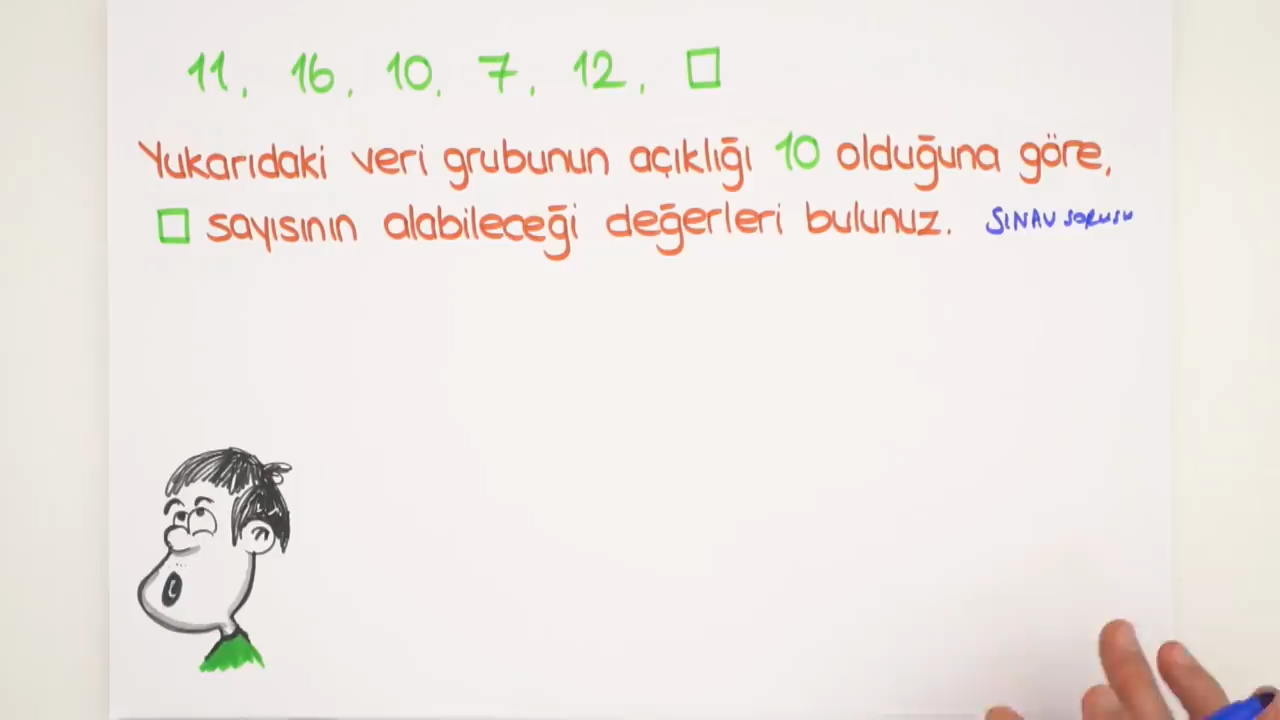 11, 16, 10, 7, 12, □
Yukarıdaki veri grubunun açıklığı 10 olduğuna göre,
□ sayısının alabileceği değerleri bulunuz. SINAV SORUSU